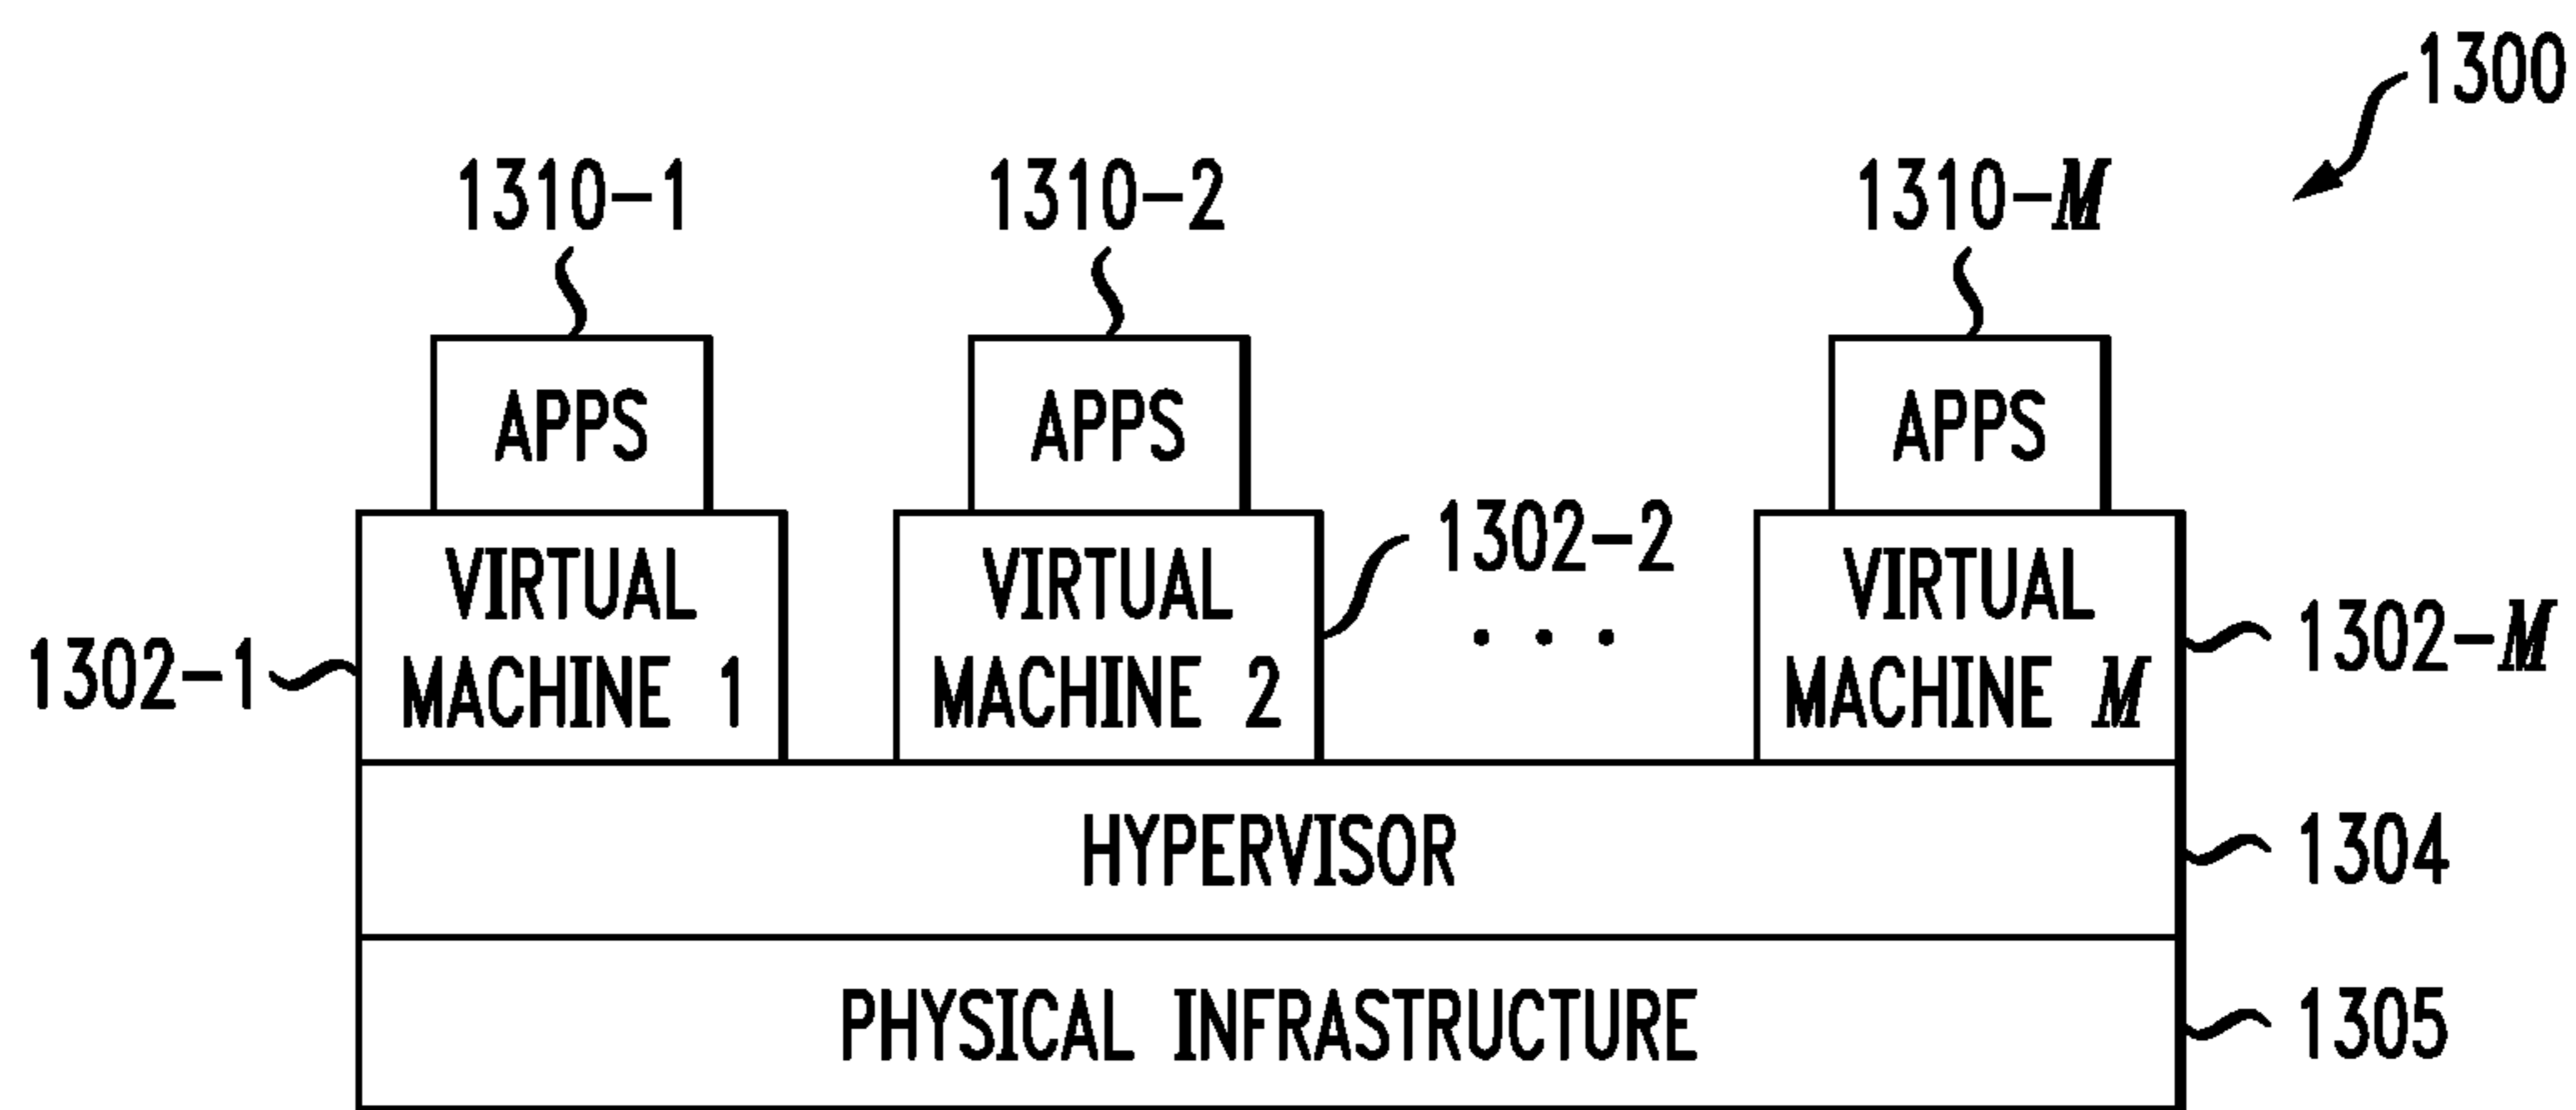 1300
1310-1
1310-2
1310-M
APPS
APPS
APPS
1302-1
VIRTUAL
MACHINE 1
VIRTUAL
MACHINE 2
1302-2
. . .
VIRTUAL
MACHINE M
1302-M
HYPERVISOR
1304
PHYSICAL INFRASTRUCTURE
1305